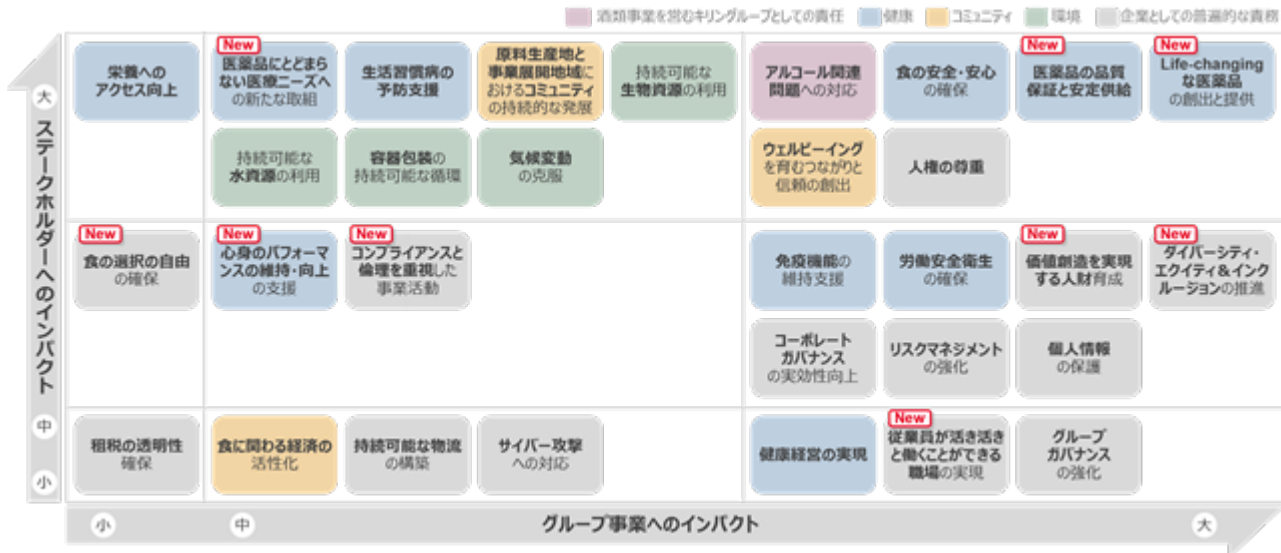 酒類事業を営むキリングループとしての責任
健康
コミュニティ
環境
企業としての普遍的な責務
大
ステークホルダーへのインパクト
中
小
栄養への
アクセス向上
New
医薬品にとどまら
ない医療ニーズへ
の新たな取組
生活習慣病の
予防支援
原料生産地と
事業展開地域に
おけるコミュニティ
の持続的な発展
持続可能な
生物資源の利用
アルコール関連
問題への対応
食の安全・安心
の確保
New
医薬品の品質
保証と安定供給
New
Life-changing
な医薬品
の創出と提供
持続可能な
水資源の利用
容器包装の
持続可能な循環
気候変動
の克服
ウェルビーイング
を育むつながりと
信頼の創出
人権の尊重
New
食の選択の自由
の確保
New
心身のパフォーマ
ンスの維持・向上
の支援
New
コンプライアンスと
倫理を重視した
事業活動
免疫機能の
維持支援
労働安全衛生
の確保
New
価値創造を実現
する人財育成
New
ダイバーシティ・
エクイティ&インク
ルージョンの推進
コーポレート
ガバナンス
の実効性向上
リスクマネジメント
の強化
個人情報
の保護
租税の透明性
確保
食に関わる経済の
活性化
持続可能な物流
の構築
サイバー攻撃
への対応
健康経営の実現
New
従業員が活き活き
と働くことができる
職場の実現
グループ
ガバナンス
の強化
小
中
グループ事業へのインパクト
大